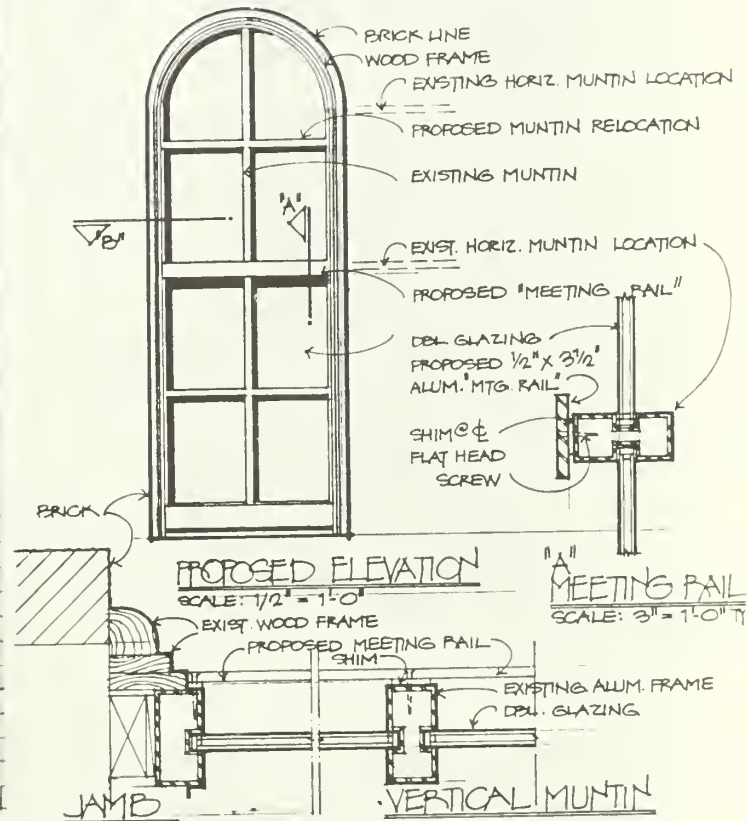 BRICK LINE
WOOD FRAME
EXISTING HORIZ. MUNTIN LOCATION
PROPOSED MUNTIN RELOCATION
EXISTING MUNTIN
"A"
"B"
EXIST. HORIZ. MUNTIN LOCATION
PROPOSED "MEETING RAIL"
DBL. GLAZING
PROPOSED 1/2" X 3 1/2"
ALUM. "MTG. RAIL"
SHIM @ ℄
FLAT HEAD
SCREW
BRICK
PROPOSED ELEVATION
SCALE: 1/2" = 1'-0"
"A"
MEETING RAIL
SCALE: 3" = 1'-0" TY
EXIST. WOOD FRAME
PROPOSED MEETING RAIL
SHIM
EXISTING ALUM. FRAME
DBL. GLAZING
JAMB
VERTICAL MUNTIN